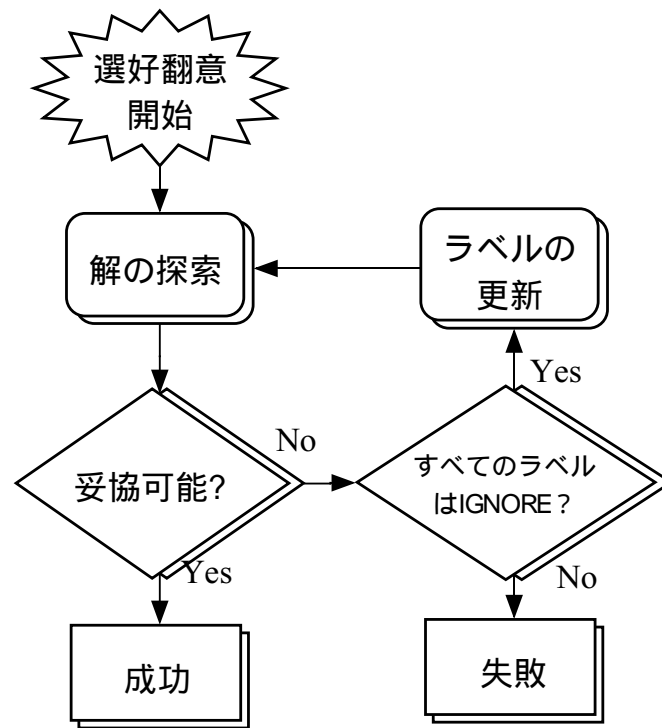 選好翻意
開始
解の探索
ラベルの
更新
Yes
No
妥協可能?
すべてのラベル
はIGNORE？
Yes
No
成功
失敗